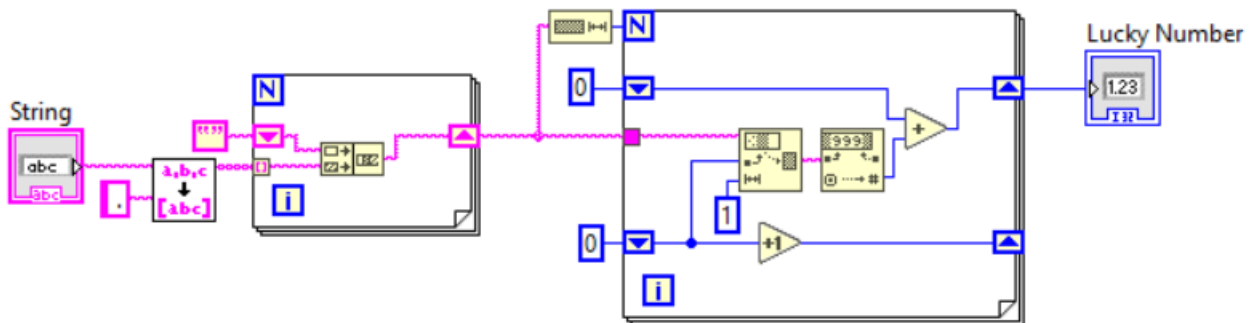 Lucky Number
N
N
0
1.23
I32
String
""
abc
abc
a,b,c
[abc]
.
i
999
#
+
1
0
+1
i